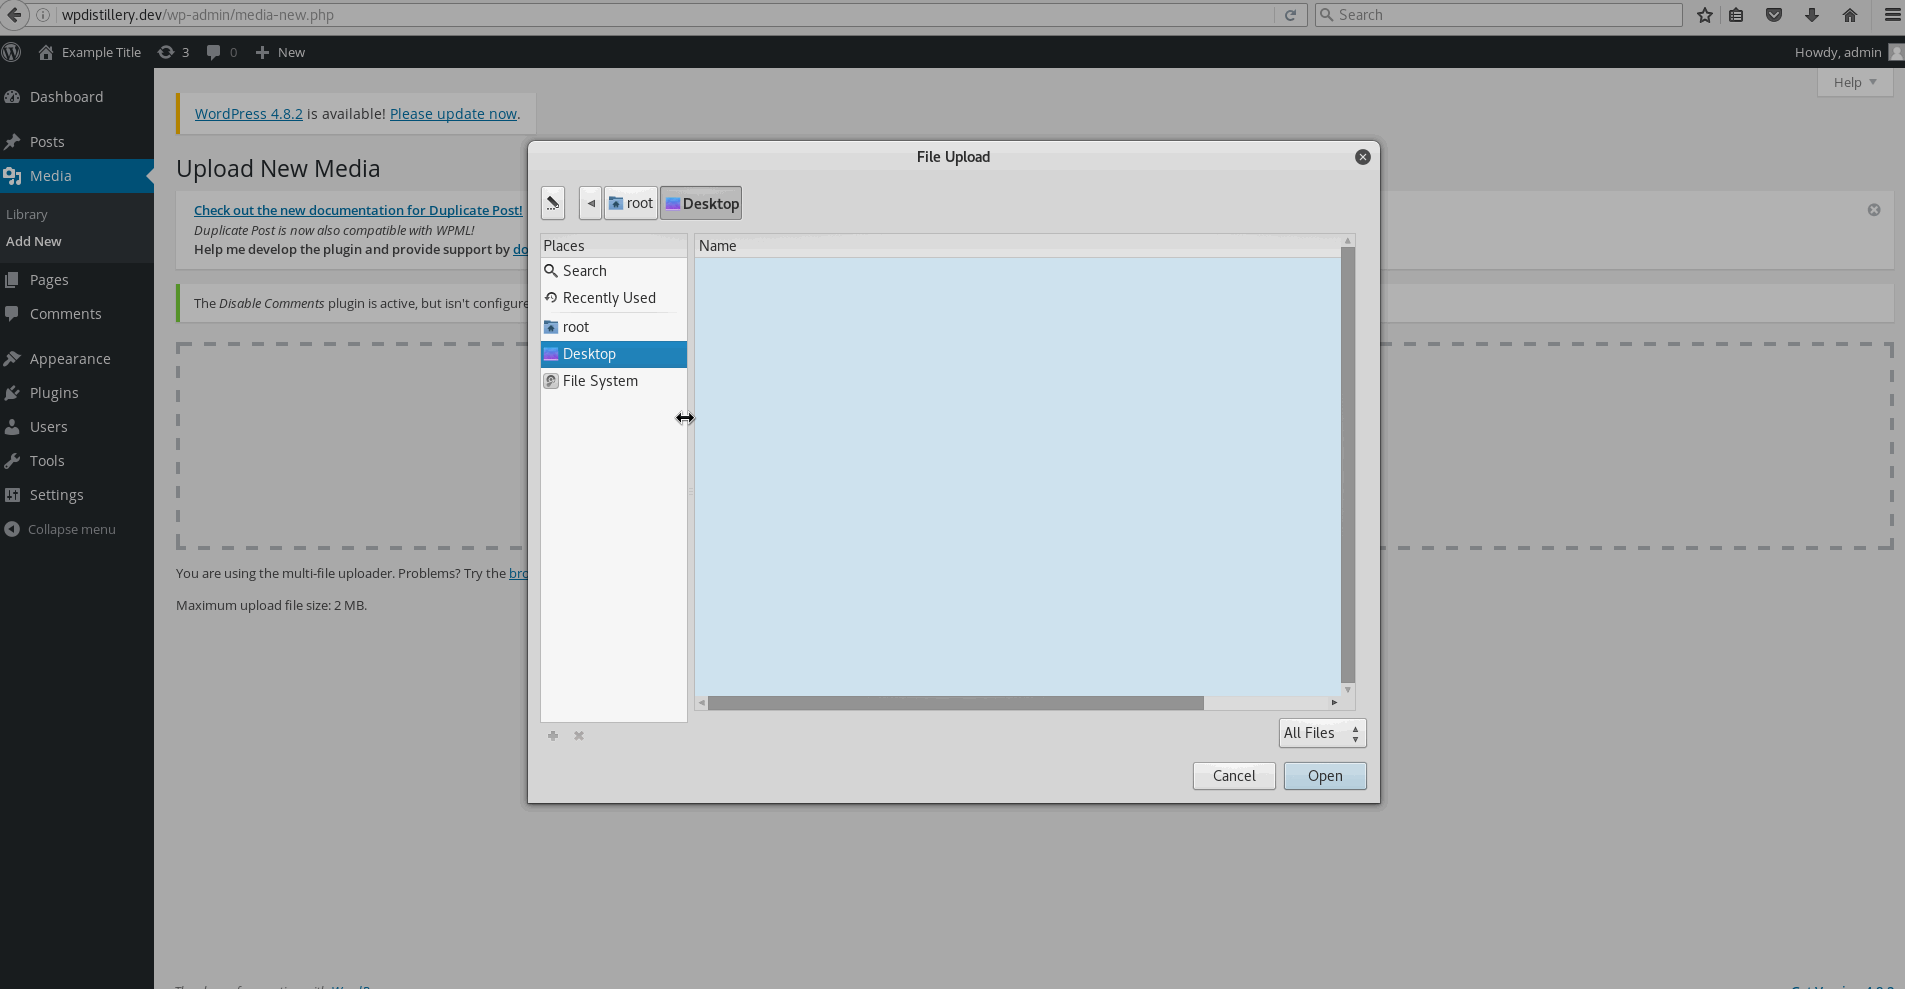 wpdistillery.dev/wp-admin/media-new.php
Search
Example Title
3
0
New
Howdy, admin
Help
Dashboard
Posts
Media
Library
Add New
Pages
Comments
Appearance
Plugins
Users
Tools
Settings
Collapse menu
WordPress 4.8.2 is available! Please update now.
Upload New Media
Check out the new documentation for Duplicate Post!
Duplicate Post is now also compatible with WPML!
Help me develop the plugin and provide support by do
The Disable Comments plugin is active, but isn't configure
You are using the multi-file uploader. Problems? Try the bro
Maximum upload file size: 2 MB.
File Upload
root
Desktop
Places
Name
Search
Recently Used
root
Desktop
File System
All Files
Cancel
Open